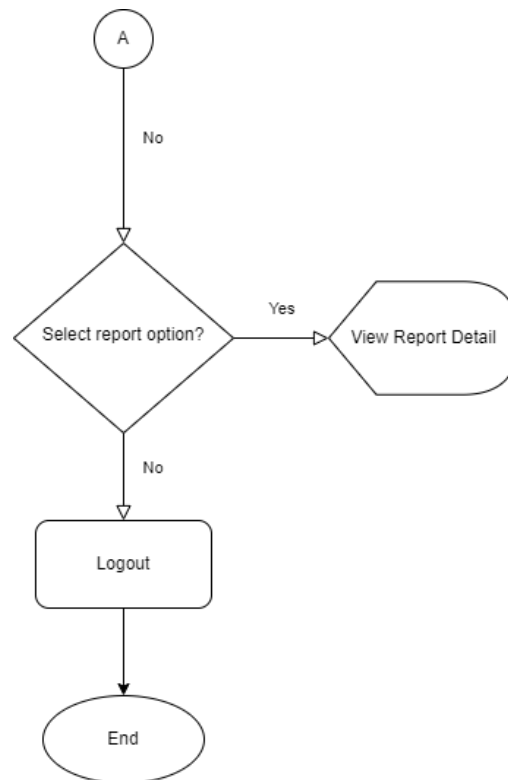 A
No
Select report option?
Yes
View Report Detail
No
Logout
End